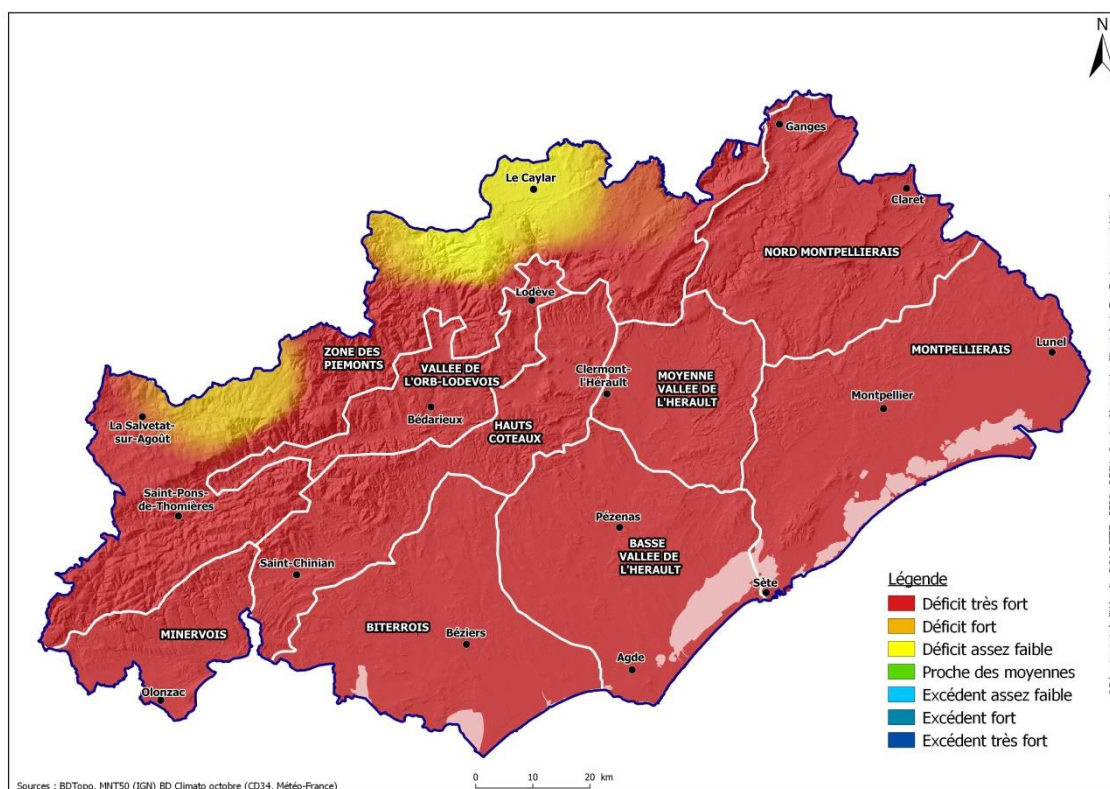 N
Ganges
Le Caylar
Claret
NORD MONTPELLIERAIS
Lodève
Lunel
MONTPELLIERAIS
ZONE DES
PIEMONTS
VALLEE DE
L'ORB-LODEVOIS
Clermont-
l'Hérault
MOYENNE
VALLEE DE
L'HERAULT
Montpellier
La Salvetat-
sur-Agoût
Bédarieux
HAUTS
COTEAUX
Saint-Pons-
de-Thomières
Pézenas
BASSE
VALLEE DE
L'HERAULT
Saint-Chinian
Sète
MINERVOIS
BITERROIS
Béziers
Agde
Olonzac
Légende
Déficit très fort
Déficit fort
Déficit assez faible
Proche des moyennes
Excédent assez faible
Excédent fort
Excédent très fort
0 10 20 km
Sources : BDTopo, MNT50 (IGN) BD Climato octobre (CD34, Météo-France)